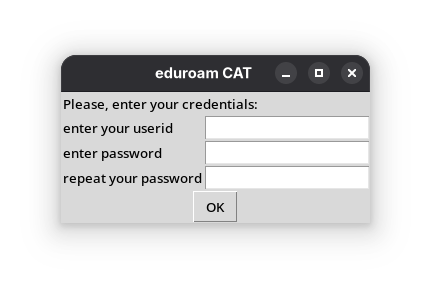 eduroam CAT
Please, enter your credentials:
enter your userid
enter password
repeat your password
OK